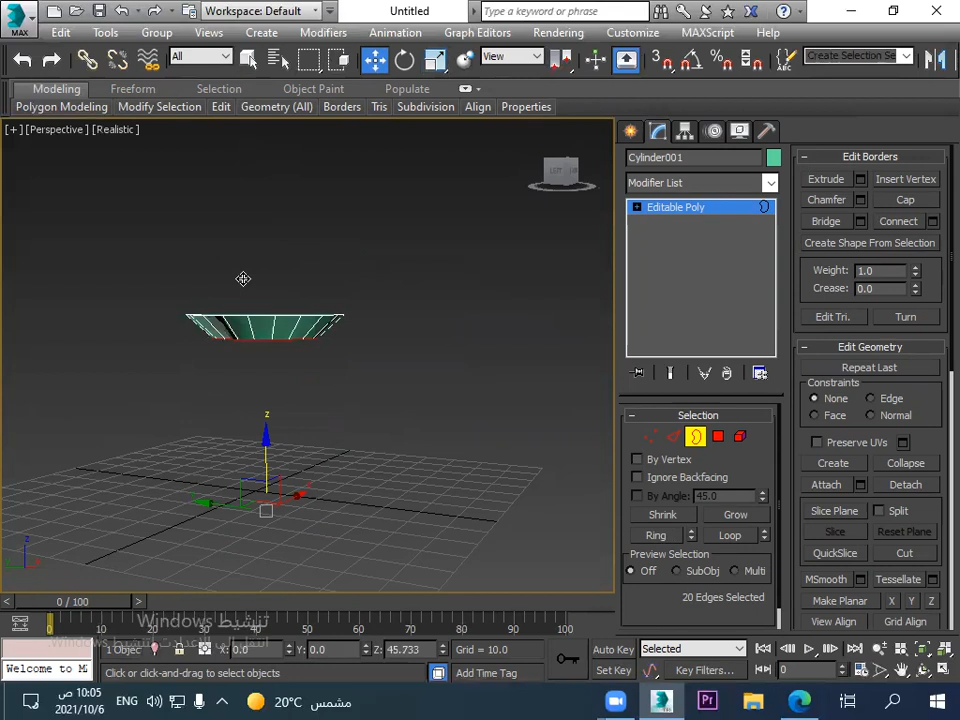 Workspace: Default
Untitled
Type a keyword or phrase
MAX
Edit Tools Group Views Create Modifiers Animation Graph Editors Rendering Customize MAXScript Help
All
View
Create Selection Se
Modeling Freeform Selection Object Paint Populate
Polygon Modeling Modify Selection Edit Geometry (All) Borders Tris Subdivision Align Properties
[+] [Perspective] [Realistic]
z
z
Cylinder001
Modifier List
Editable Poly
Selection
By Vertex
Ignore Backfacing
By Angle: 45.0
Shrink Grow
Ring Loop
Preview Selection
Off SubObj Multi
20 Edges Selected
Edit Borders
Extrude Insert Vertex
Chamfer Cap
Bridge Connect
Create Shape From Selection
Weight: 1.0
Crease: 0.0
Edit Tri. Turn
Edit Geometry
Repeat Last
Constraints
None Edge
Face Normal
Preserve UVs
Create Collapse
Attach Detach
Slice Plane Split
Slice Reset Plane
QuickSlice Cut
MSmooth Tessellate
Make Planar X Y Z
View Align Grid Align
0 / 100
0 10 20 30 40 50 60 70 80 90 100
تنشيط Windows
1 Objec X: 0.0 Y: 0.0 Z: 45.733 Grid = 10.0
Auto Key Selected
Welcome to M
Click or click-and-drag to select objects
Add Time Tag
Set Key Key Filters...
0
10:05 ص
2021/10/6
ENG
20°C مشمس
Pr